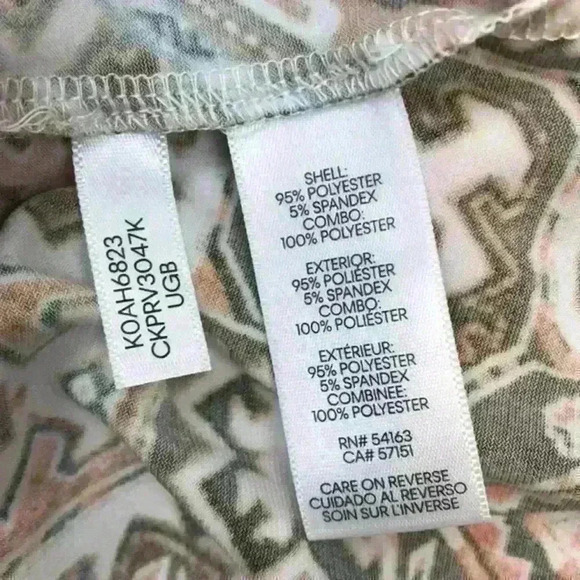 KOAH6823
CKPRV3047K
UGB
SHELL:
95% POLYESTER
5% SPANDEX
COMBO:
100% POLYESTER
EXTERIOR:
95% POLIÉSTER
5% SPANDEX
COMBO:
100% POLIÉSTER
EXTÉRIEUR:
95% POLYESTER
5% SPANDEX
COMBINEE:
100% POLYESTER
RN# 54163
CA# 57151
CARE ON REVERSE
CUIDADO AL REVERSO
SOIN SUR L'INVERSE